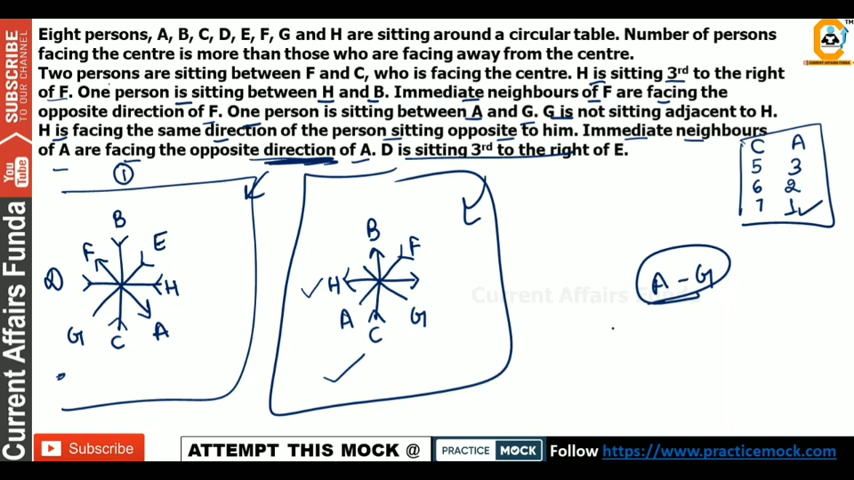 Eight persons, A, B, C, D, E, F, G and H are sitting around a circular table. Number of persons
facing the centre is more than those who are facing away from the centre.
Two persons are sitting between F and C, who is facing the centre. H is sitting 3rd to the right
of F. One person is sitting between H and B. Immediate neighbours of F are facing the
opposite direction of F. One person is sitting between A and G. G is not sitting adjacent to H.
H is facing the same direction of the person sitting opposite to him. Immediate neighbours
of A are facing the opposite direction of A. D is sitting 3rd to the right of E.
CURRENT AFFAIRS FUNDA
C A
5 3
6 2
7 1
1
B
F E
D H
G A
C
B
F
H
A G
C
A - G
Current Affairs Funda
SUBSCRIBE
TO OUR CHANNEL
You
Tube
Current Affairs Funda
Subscribe
ATTEMPT THIS MOCK @
PRACTICE MOCK
Follow https://www.practicemock.com